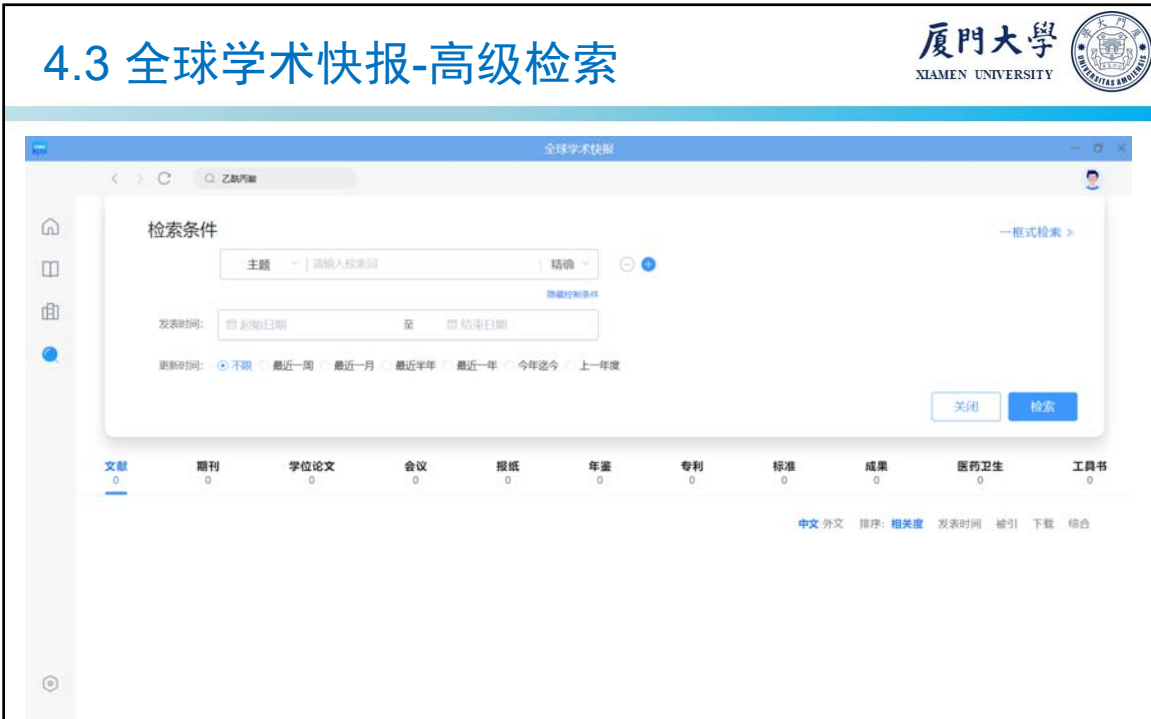 4.3 全球学术快报-高级检索
厦門大學
XIAMEN UNIVERSITY
全球学术快报
乙酰丙酸
检索条件
一框式检索 »
主题 请输入检索词 精确
隐藏控制条件
发表时间: 起始日期 至 结束日期
更新时间: 不限 最近一周 最近一月 最近半年 最近一年 今年迄今 上一年度
关闭 检索
文献 期刊 学位论文 会议 报纸 年鉴 专利 标准 成果 医药卫生 工具书
0 0 0 0 0 0 0 0 0 0 0
中文 外文 排序: 相关度 发表时间 被引 下载 综合